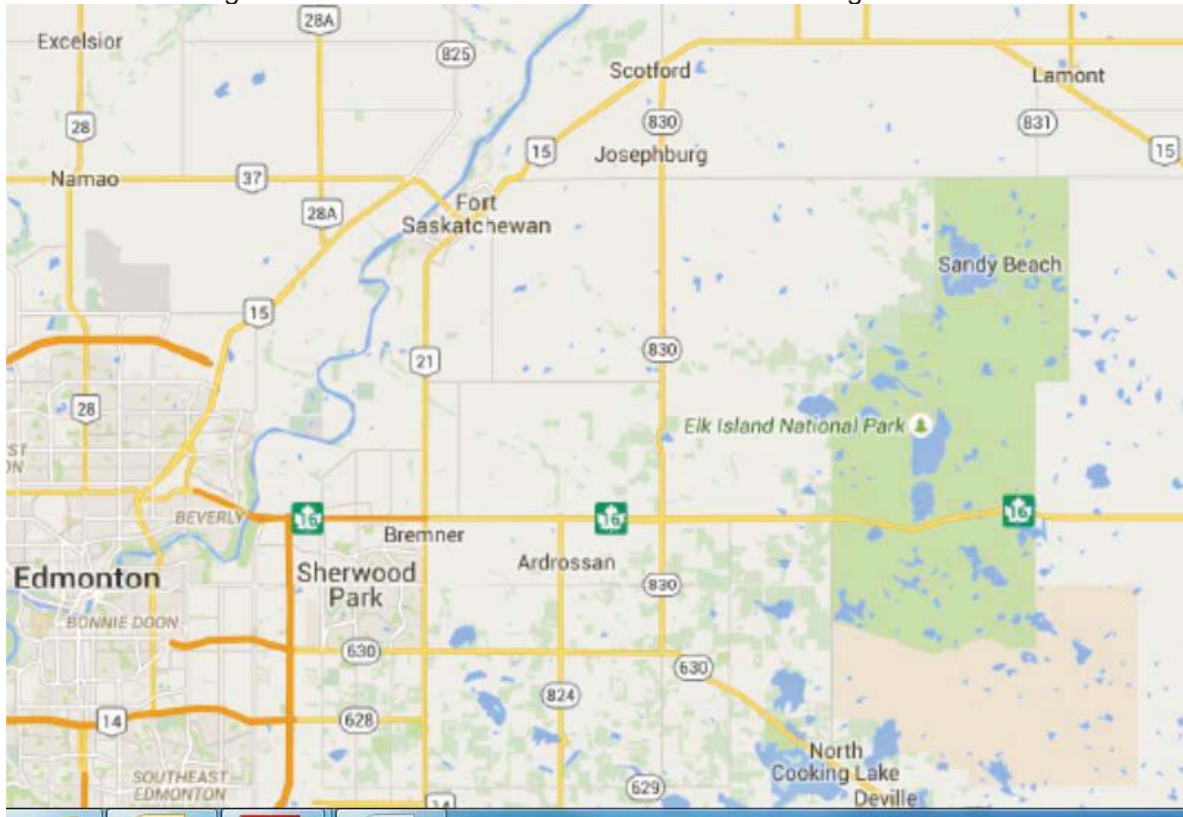 28A
Excelsior
825
Scotford
Lamont
28
830
831
15
15
Josephburg
Namao
37
Fort
Saskatchewan
28A
Sandy Beach
15
830
21
28
Elk Island National Park
16
16
16
BEVERLY
Bremner
Ardrossan
Edmonton
Sherwood
Park
830
BONNIE DOON
630
630
824
14
628
North
Cooking Lake
SOUTHEAST
EDMONTON
629
Deville